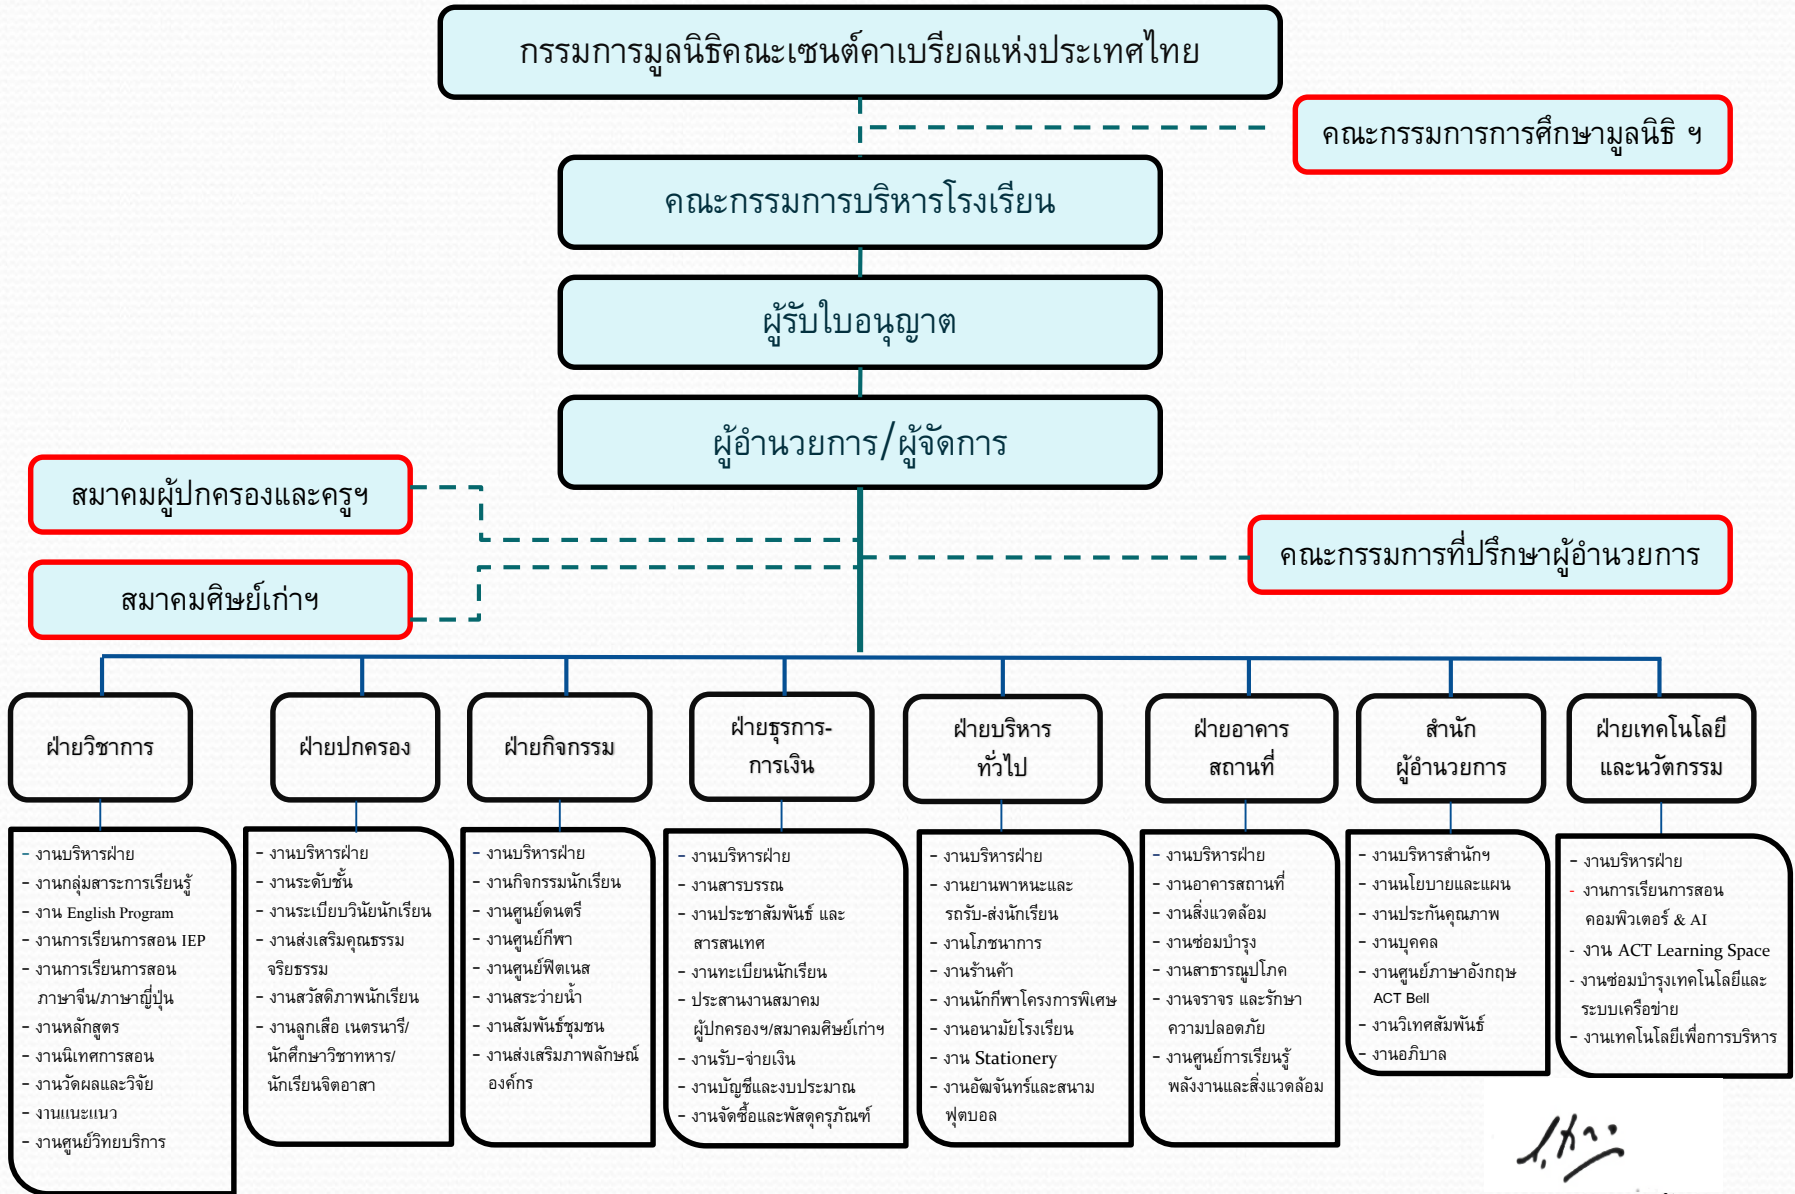 กรรมการมูลนิธิคณะเซนต์คาเบรียลแห่งประเทศไทย
คณะกรรมการการศึกษามูลนิธิ ฯ
คณะกรรมการบริหารโรงเรียน
ผู้รับใบอนุญาต
ผู้อำนวยการ/ผู้จัดการ
สมาคมผู้ปกครองและครูฯ
คณะกรรมการที่ปรึกษาผู้อำนวยการ
สมาคมศิษย์เก่าฯ
ฝ่ายวิชาการ
- งานบริหารฝ่าย
- งานกลุ่มสาระการเรียนรู้
- งาน English Program
- งานการเรียนการสอน IEP
- งานการเรียนการสอน
ภาษาจีน/ภาษาญี่ปุ่น
- งานหลักสูตร
- งานนิเทศการสอน
- งานวัดผลและวิจัย
- งานแนะแนว
- งานศูนย์วิทยบริการ
ฝ่ายปกครอง
- งานบริหารฝ่าย
- งานระดับชั้น
- งานระเบียบวินัยนักเรียน
- งานส่งเสริมคุณธรรม
จริยธรรม
- งานสวัสดิภาพนักเรียน
- งานลูกเสือ เนตรนารี/
นักศึกษาวิชาทหาร/
นักเรียนจิตอาสา
ฝ่ายกิจกรรม
- งานบริหารฝ่าย
- งานกิจกรรมนักเรียน
- งานศูนย์ดนตรี
- งานศูนย์กีฬา
- งานศูนย์ฟิตเนส
- งานสระว่ายน้ำ
- งานสัมพันธ์ชุมชน
- งานส่งเสริมภาพลักษณ์
องค์กร
ฝ่ายธุรการ-
การเงิน
- งานบริหารฝ่าย
- งานสารบรรณ
- งานประชาสัมพันธ์ และ
สารสนเทศ
- งานทะเบียนนักเรียน
- ประสานงานสมาคม
ผู้ปกครองฯ/สมาคมศิษย์เก่าฯ
- งานรับ-จ่ายเงิน
- งานบัญชีและงบประมาณ
- งานจัดซื้อและพัสดุครุภัณฑ์
ฝ่ายบริหาร
ทั่วไป
- งานบริหารฝ่าย
- งานยานพาหนะและ
รถรับ-ส่งนักเรียน
- งานโภชนาการ
- งานร้านค้า
- งานนักกีฬาโครงการพิเศษ
- งานอนามัยโรงเรียน
- งาน Stationery
- งานอัฒจันทร์และสนาม
ฟุตบอล
ฝ่ายอาคาร
สถานที่
- งานบริหารฝ่าย
- งานอาคารสถานที่
- งานสิ่งแวดล้อม
- งานซ่อมบำรุง
- งานสาธารณูปโภค
- งานจราจร และรักษา
ความปลอดภัย
- งานศูนย์การเรียนรู้
พลังงานและสิ่งแวดล้อม
สำนัก
ผู้อำนวยการ
- งานบริหารสำนักฯ
- งานนโยบายและแผน
- งานประกันคุณภาพ
- งานบุคคล
- งานศูนย์ภาษาอังกฤษ
ACT Bell
- งานวิเทศสัมพันธ์
- งานอภิบาล
ฝ่ายเทคโนโลยี
และนวัตกรรม
- งานบริหารฝ่าย
- งานการเรียนการสอน
คอมพิวเตอร์ & AI
- งาน ACT Learning Space
- งานซ่อมบำรุงเทคโนโลยีและ
ระบบเครือข่าย
- งานเทคโนโลยีเพื่อการบริหาร